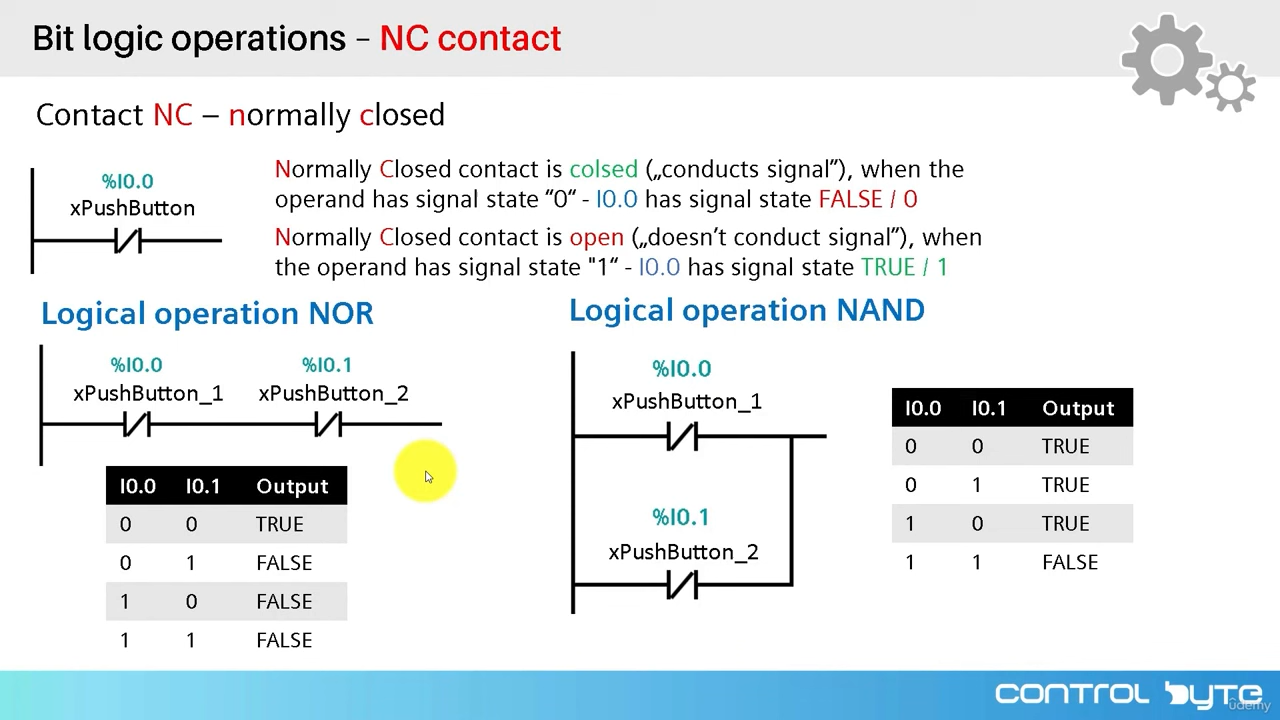 Bit logic operations – NC contact
Contact NC – normally closed
%I0.0
xPushButton
Normally Closed contact is colsed („conducts signal”), when the
operand has signal state “0“ - I0.0 has signal state FALSE / 0
Normally Closed contact is open („doesn’t conduct signal”), when
the operand has signal state "1“ - I0.0 has signal state TRUE / 1
Logical operation NOR
%I0.0 %I0.1
xPushButton_1 xPushButton_2
I0.0 I0.1 Output
0 0 TRUE
0 1 FALSE
1 0 FALSE
1 1 FALSE
Logical operation NAND
%I0.0
xPushButton_1
%I0.1
xPushButton_2
I0.0 I0.1 Output
0 0 TRUE
0 1 TRUE
1 0 TRUE
1 1 FALSE
CONTROL BYTE
ûdemy